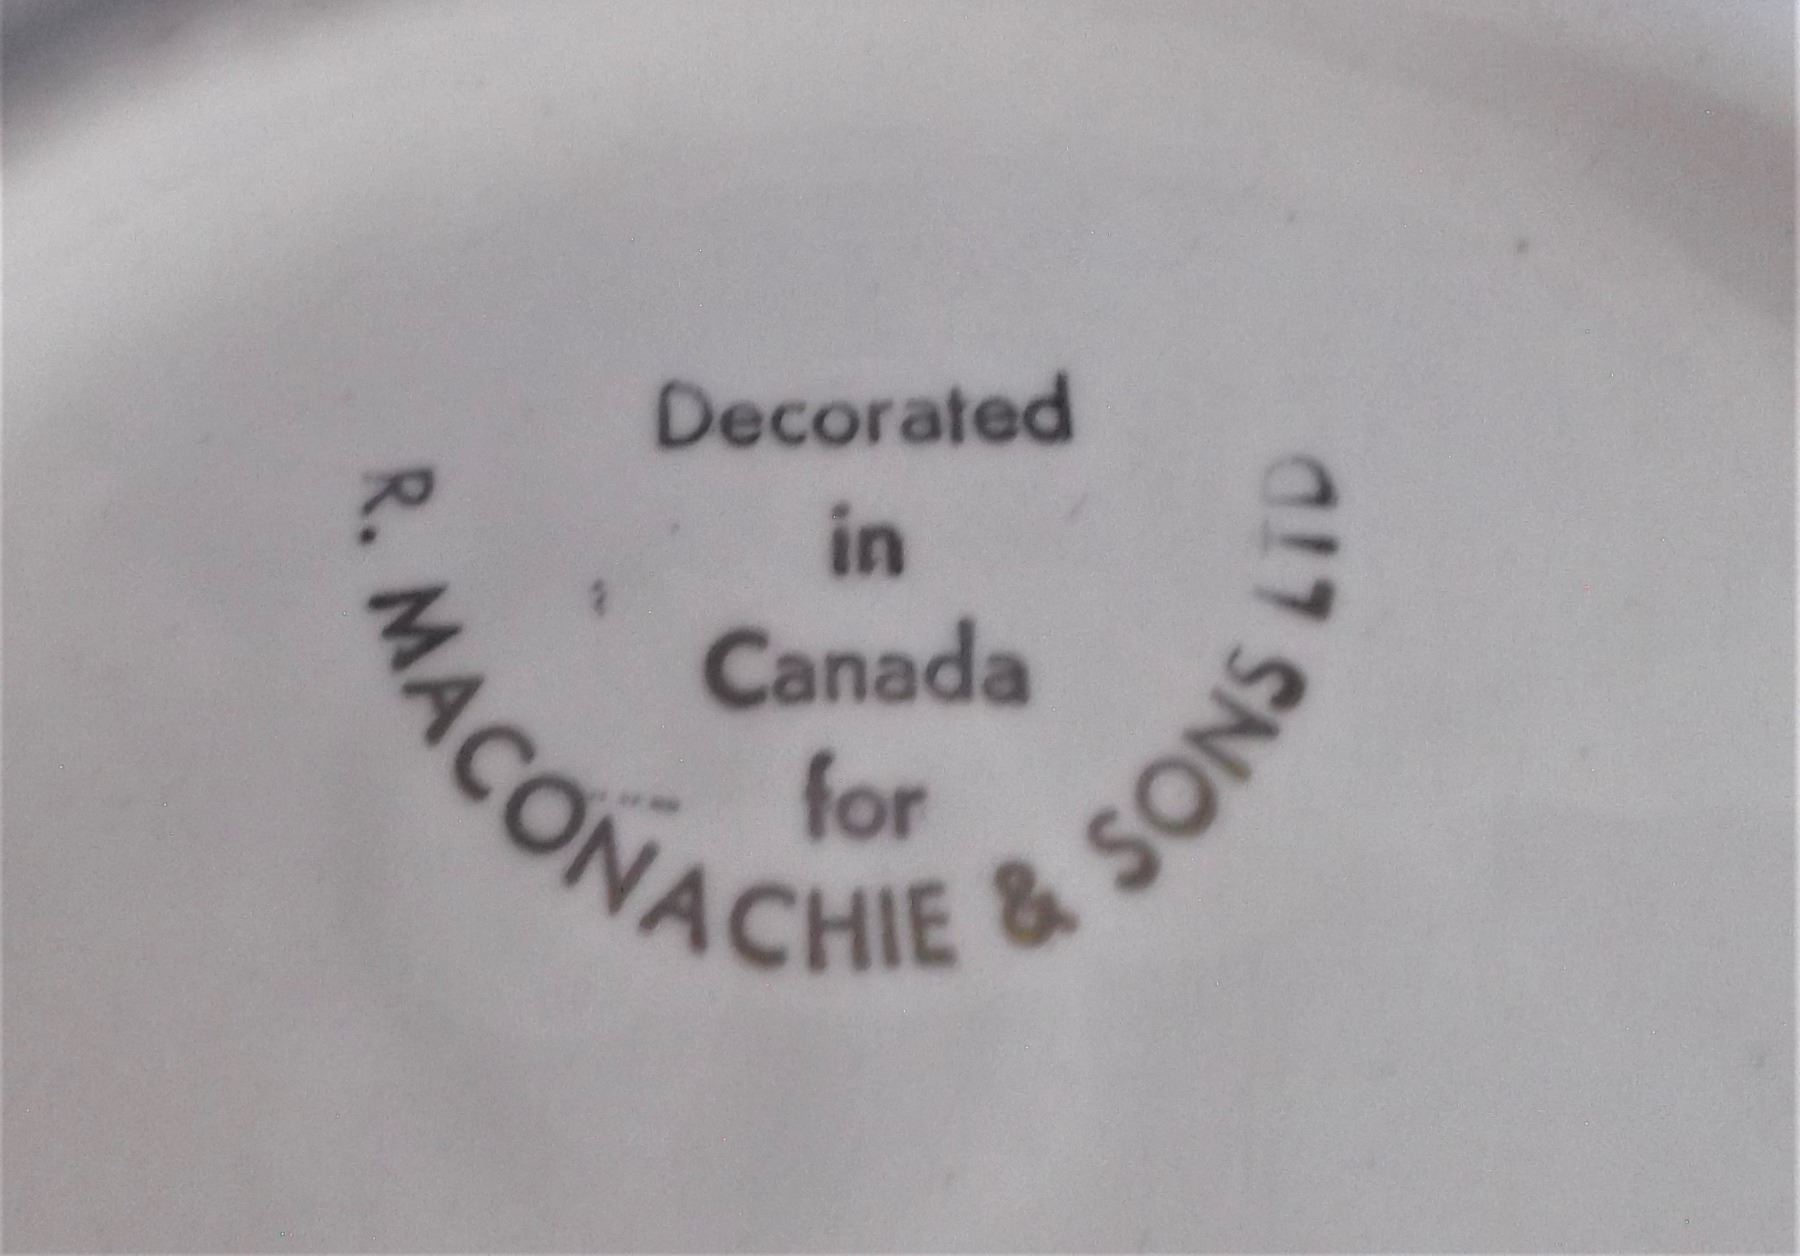 Decorated
in
Canada
for
R. MACONACHIE & SONS LTD